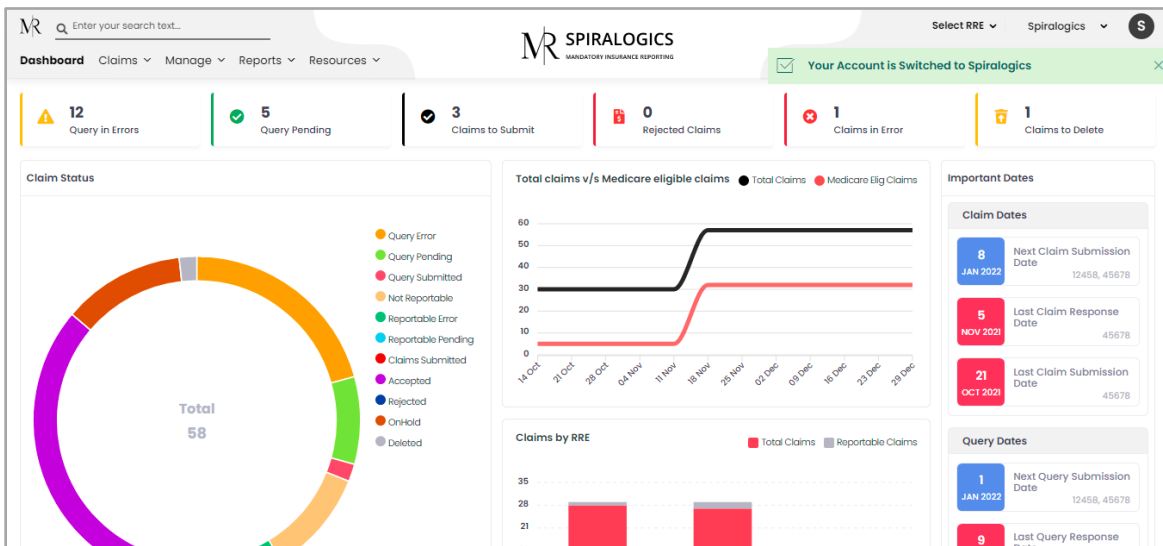 MR
Enter your search text...
SPIRALOGICS
MANDATORY INSURANCE REPORTING
Select RRE
Spiralogics
S
Dashboard Claims Manage Reports Resources
Your Account is Switched to Spiralogics
12
Query in Errors
5
Query Pending
3
Claims to Submit
0
Rejected Claims
1
Claims in Error
1
Claims to Delete
Claim Status
Query Error
Query Pending
Query Submitted
Not Reportable
Reportable Error
Reportable Pending
Claims Submitted
Accepted
Rejected
OnHold
Deleted
Total
58
Total claims v/s Medicare eligible claims
Total Claims
Medicare Elig Claims
60
50
40
30
20
10
0
14 Oct
21 Oct
28 Oct
04 Nov
11 Nov
18 Nov
25 Nov
02 Dec
09 Dec
16 Dec
23 Dec
29 Dec
Claims by RRE
Total Claims
Reportable Claims
35
28
21
Important Dates
Claim Dates
8
JAN 2022
Next Claim Submission
Date
12458, 45678
5
NOV 2021
Last Claim Response
Date
45678
21
OCT 2021
Last Claim Submission
Date
45678
Query Dates
1
JAN 2022
Next Query Submission
Date
12458, 45678
9
Last Query Response